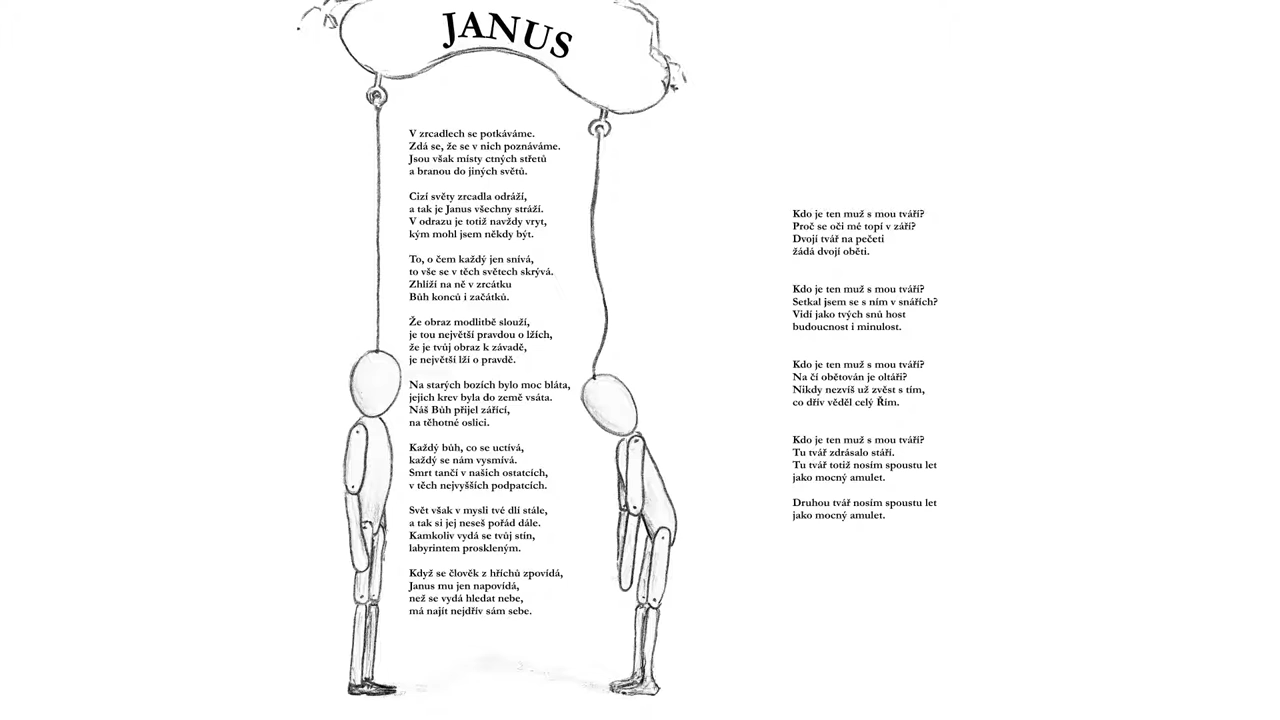 JANUS
V zrcadlech se potkáváme.
Zdá se, že se v nich poznáváme.
Jsou však místy ctných střetů
a branou do jiných světů.
Cizí světy zrcadla odráží,
a tak je Janus všechny stráží.
V odrazu je totiž navždy vryt,
kým mohl jsem někdy být.
To, o čem každý jen snívá,
to vše se v těch světech skrývá.
Zhlíží na ně v zrcátku
Bůh konců i začátků.
Že obraz modlitbě slouží,
je tou největší pravdou o lžích,
že je tvůj obraz k závadě,
je největší lží o pravdě.
Na starých bozích bylo moc bláta,
jejich krev byla do země vsáta.
Náš Bůh přijel zářící,
na těhotné oslici.
Každý bůh, co se uctívá,
každý se nám vysmívá.
Smrt tančí v našich ostatcích,
v těch nejvyšších podpatcích.
Svět však v mysli tvé dlí stále,
a tak si jej neseš pořád dále.
Kamkoliv vydá se tvůj stín,
labyrintem proskleným.
Když se člověk z hříchů zpovídá,
Janus mu jen napovídá,
než se vydá hledat nebe,
má najít nejdřív sám sebe.
Kdo je ten muž s mou tváří?
Proč se oči mé topí v záři?
Dvojí tvář na pečeti
žádá dvojí oběti.
Kdo je ten muž s mou tváří?
Setkal jsem se s ním v snářích?
Vidí jako tvých snů host
budoucnost i minulost.
Kdo je ten muž s mou tváří?
Na čí obětován je oltáři?
Nikdy nezvíš už zvěst s tím,
co dřív věděl celý Řím.
Kdo je ten muž s mou tváří?
Tu tvář zdrásalo stáří.
Tu tvář totiž nosím spoustu let
jako mocný amulet.
Druhou tvář nosím spoustu let
jako mocný amulet.